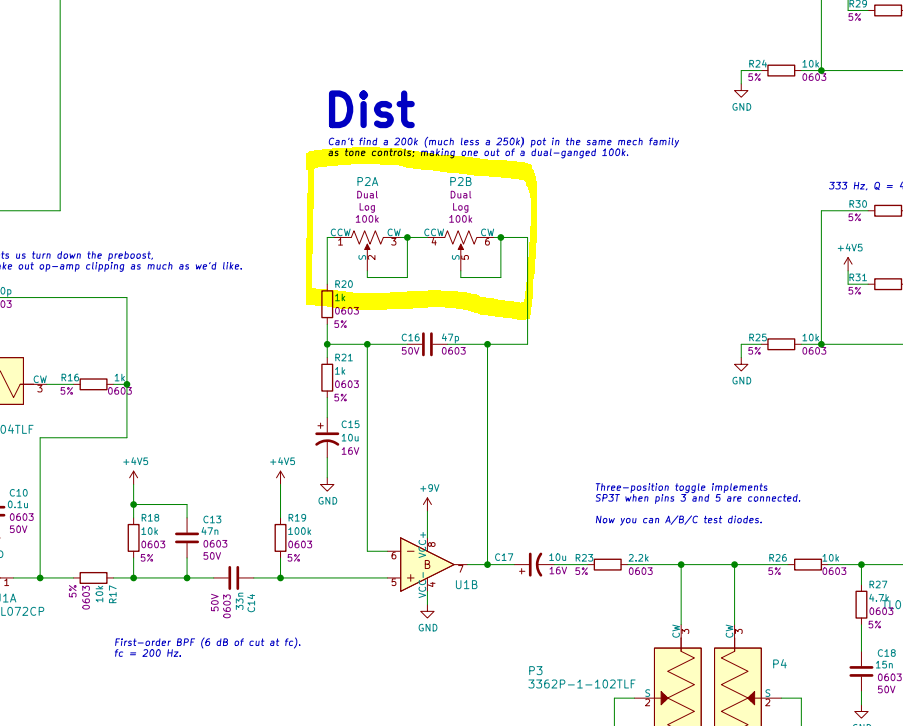 R29
5%
R24
10k
5%
0603
GND
Dist
Can't find a 200k (much less a 250k) pot in the same mech family
as tone controls; making one out of a dual-ganged 100k.
P2A
Dual
Log
100k
P2B
Dual
Log
100k
CCW
1
CW
3
S
2
CCW
4
CW
6
S
5
333 Hz, Q = 4
R30
5%
+4V5
R31
5%
ts us turn down the preboost,
ke out op-amp clipping as much as we'd like.
0p
03
R20
1k
0603
5%
C16
47p
50V
0603
R25
10k
5%
0603
GND
R21
1k
0603
5%
CW
3
R16
1k
5%
0603
04TLF
C15
+
10u
16V
GND
+4V5
+4V5
C10
0.1u
0603
50V
R18
10k
0603
5%
C13
47n
0603
50V
R19
100k
0603
5%
+9V
VCC+
8
6
-
B
5
+
7
VCC-
4
U1B
GND
Three-position toggle implements
SP3T when pins 3 and 5 are connected.
Now you can A/B/C test diodes.
C17
10u
+
16V
R23
2.2k
5%
0603
R26
10k
5%
0603
1
1A
L072CP
5%
0603
10k
R17
50V
0603
33n
C14
First-order BPF (6 dB of cut at fc).
fc = 200 Hz.
R27
4.7k
0603
5%
TL0
CW
3
CW
3
P3
3362P-1-102TLF
P4
S
2
S
2
C18
15n
0603
50V
GND